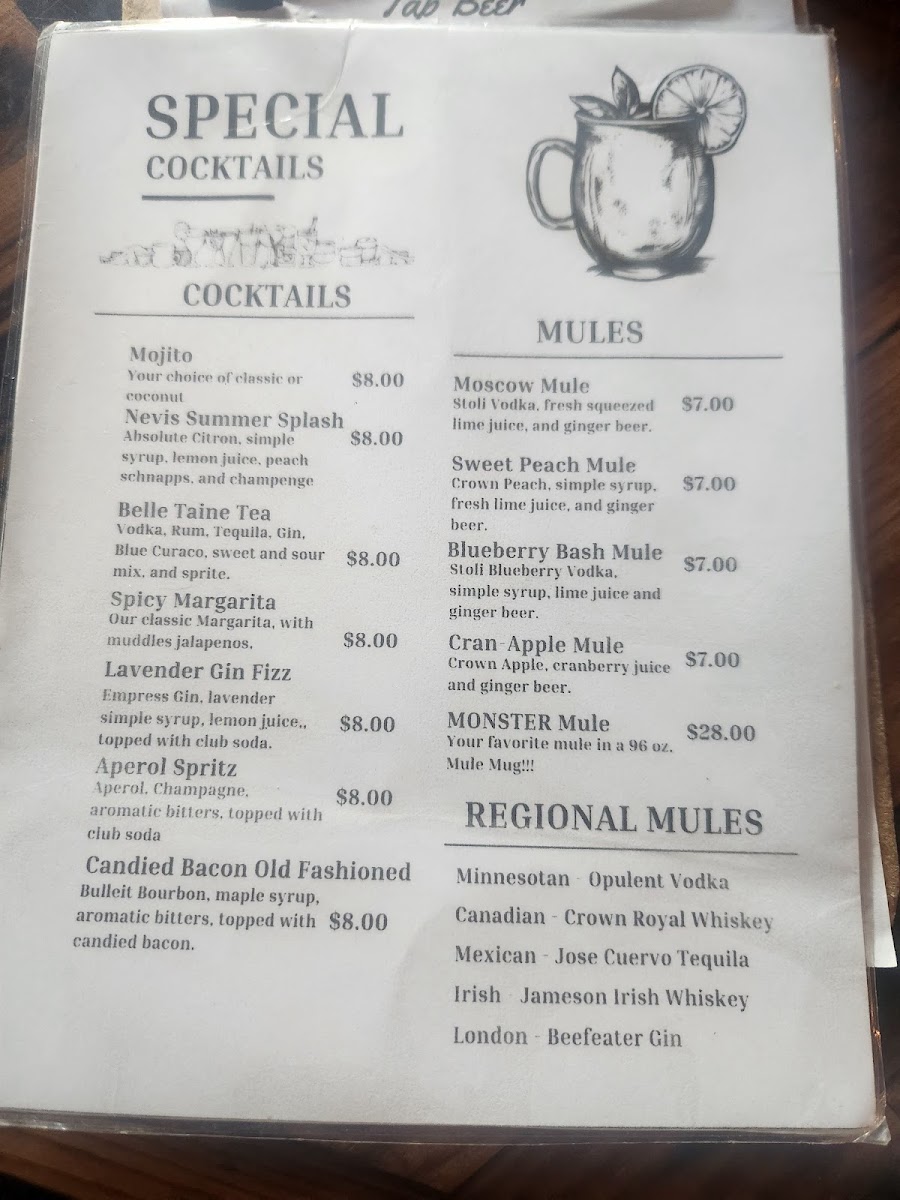 Tap Beer
SPECIAL
COCKTAILS
COCKTAILS
Mojito
Your choice of classic or
coconut
$8.00
Nevis Summer Splash
Absolute Citron, simple
syrup, lemon juice, peach
schnapps, and champenge
$8.00
Belle Taine Tea
Vodka, Rum, Tequila, Gin,
Blue Curaco, sweet and sour
mix, and sprite.
$8.00
Spicy Margarita
Our classic Margarita, with
muddles jalapenos,
$8.00
Lavender Gin Fizz
Empress Gin, lavender
simple syrup, lemon juice.,
topped with club soda.
$8.00
Aperol Spritz
Aperol, Champagne,
aromatic bitters, topped with
club soda
$8.00
Candied Bacon Old Fashioned
Bulleit Bourbon, maple syrup,
aromatic bitters, topped with
candied bacon.
$8.00
MULES
Moscow Mule
Stoli Vodka, fresh squeezed
lime juice, and ginger beer.
$7.00
Sweet Peach Mule
Crown Peach, simple syrup,
fresh lime juice, and ginger
beer.
$7.00
Blueberry Bash Mule
Stoli Blueberry Vodka,
simple syrup, lime juice and
ginger beer.
$7.00
Cran-Apple Mule
Crown Apple, cranberry juice
and ginger beer.
$7.00
MONSTER Mule
Your favorite mule in a 96 oz.
Mule Mug!!!
$28.00
REGIONAL MULES
Minnesotan - Opulent Vodka
Canadian - Crown Royal Whiskey
Mexican - Jose Cuervo Tequila
Irish - Jameson Irish Whiskey
London - Beefeater Gin